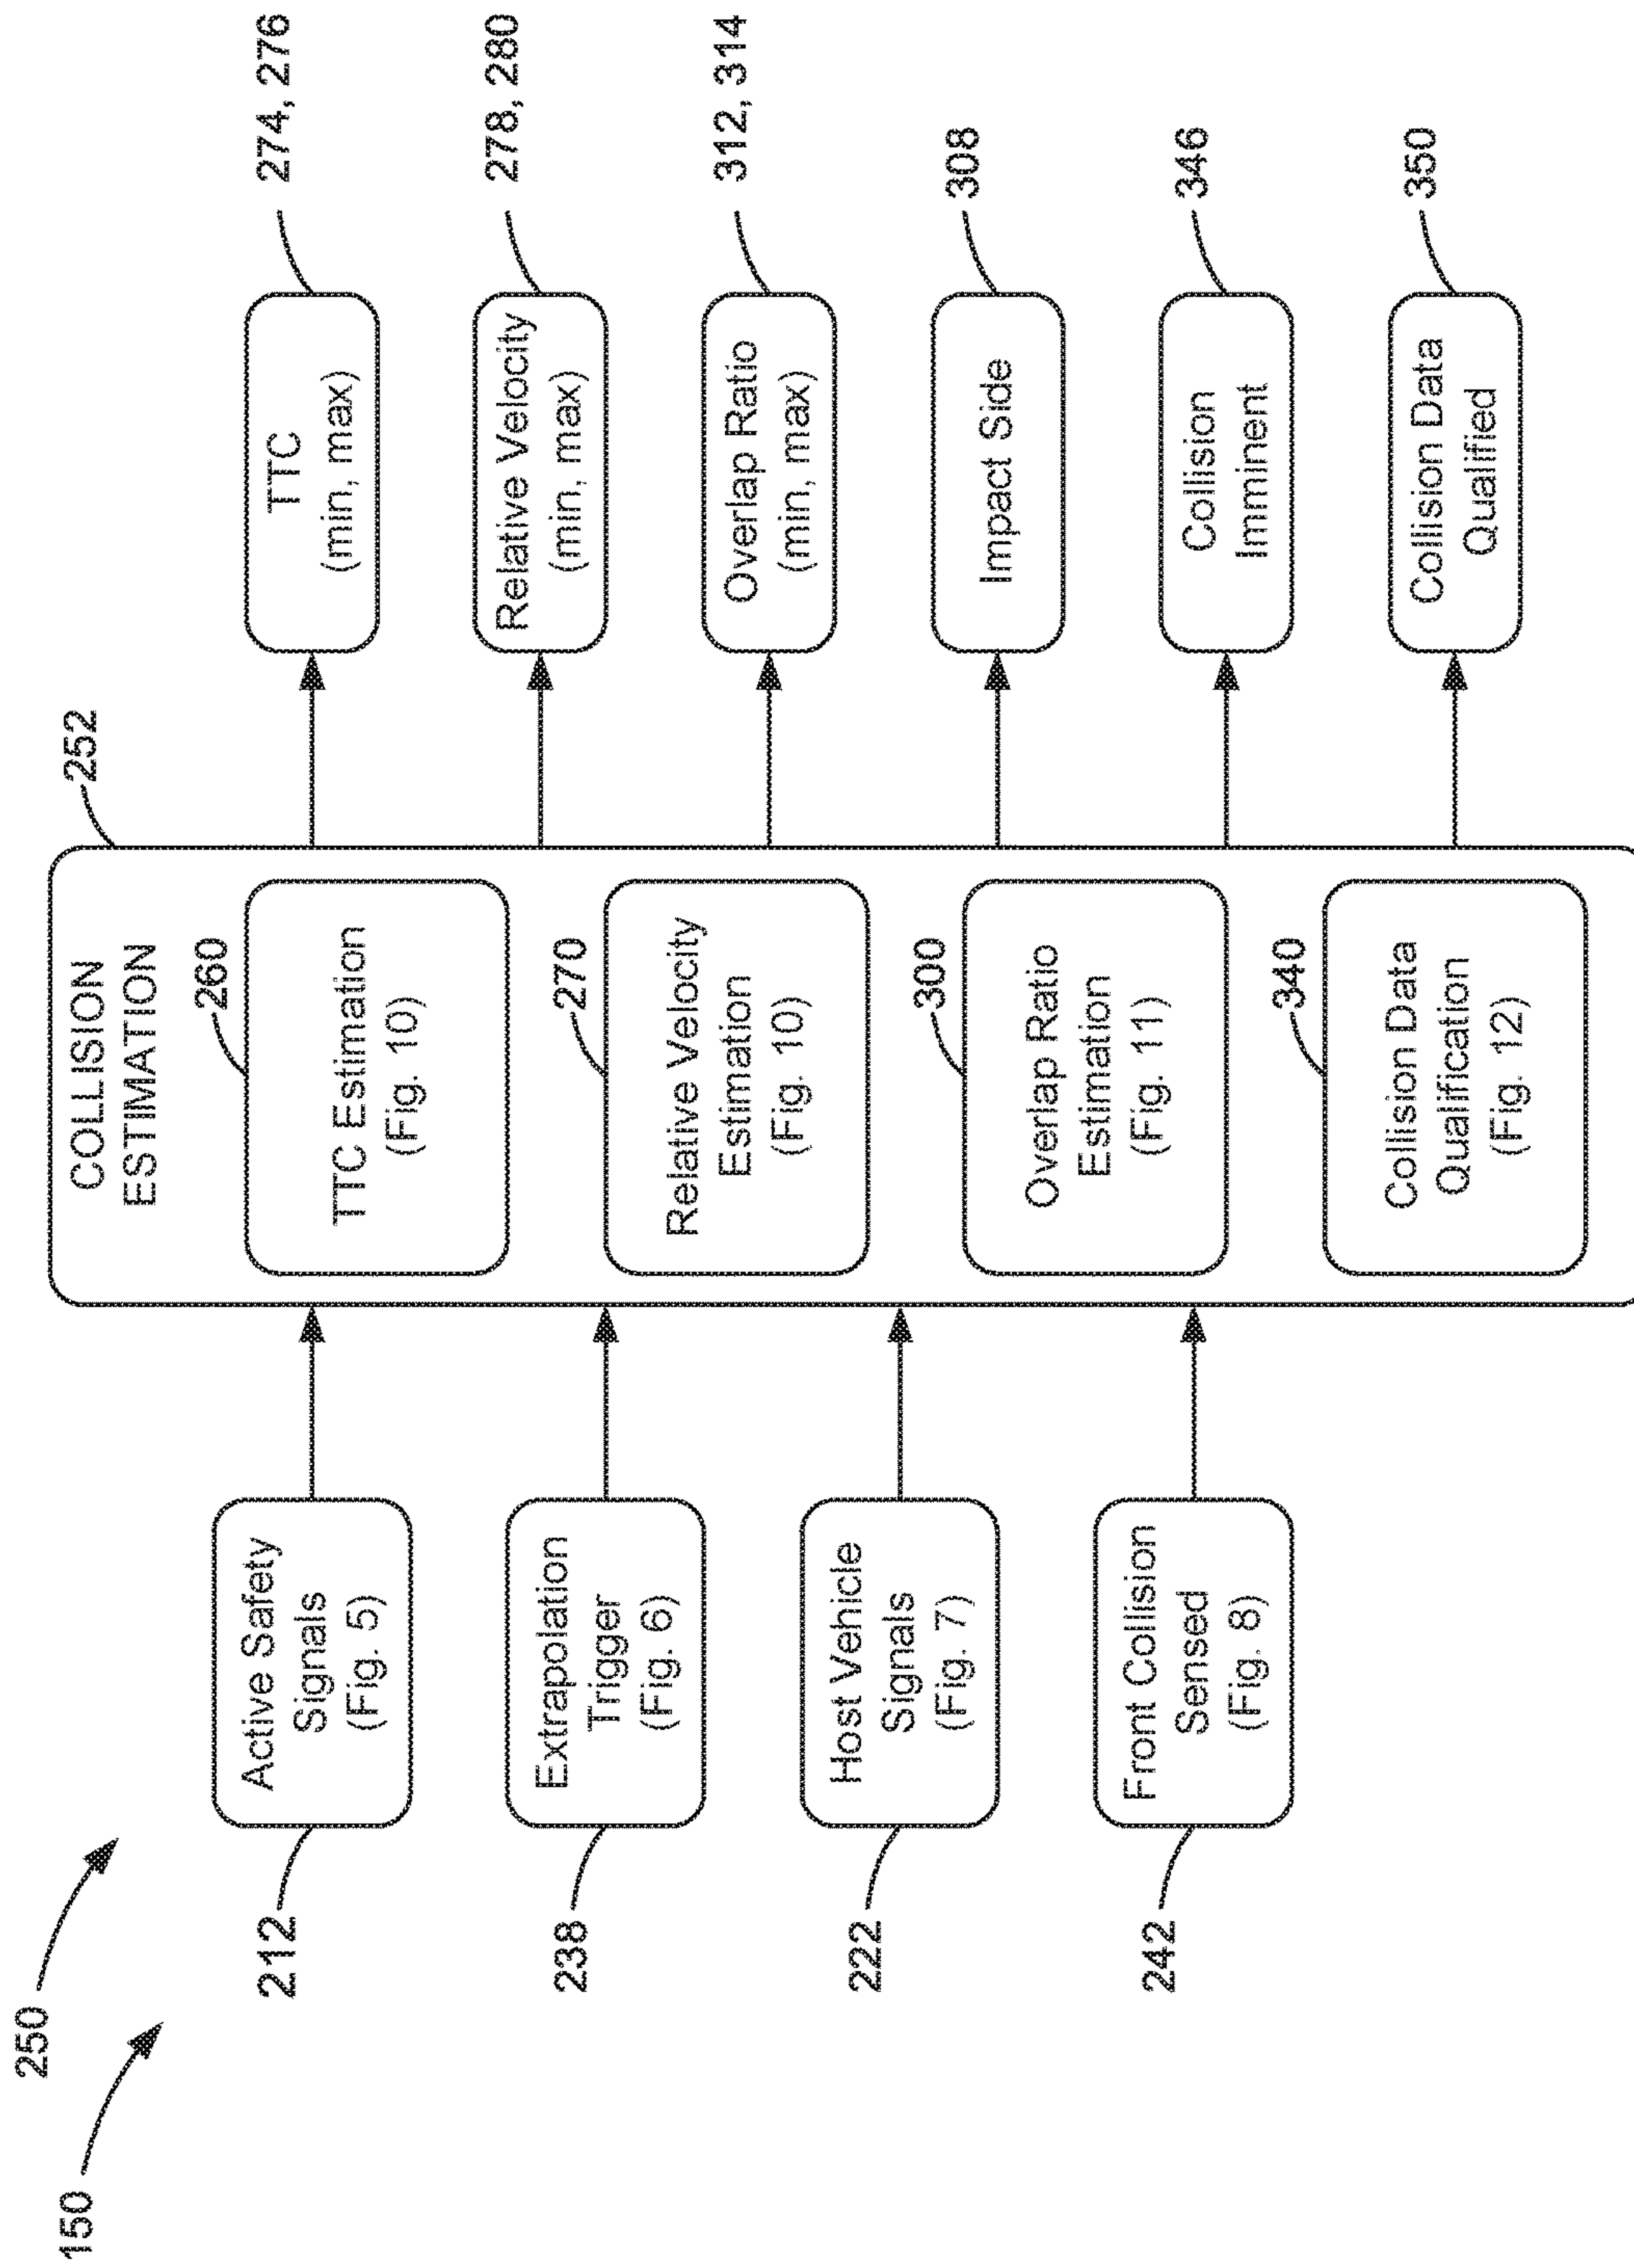 150
250
212
Active Safety
Signals
(Fig. 5)
238
Extrapolation
Trigger
(Fig. 6)
222
Host Vehicle
Signals
(Fig. 7)
242
Front Collision
Sensed
(Fig. 8)
252
COLLISION
ESTIMATION
260
TTC Estimation
(Fig. 10)
270
Relative Velocity
Estimation
(Fig. 10)
300
Overlap Ratio
Estimation
(Fig. 11)
340
Collision Data
Qualification
(Fig. 12)
TTC
(min, max)
274, 276
Relative Velocity
(min, max)
278, 280
Overlap Ratio
(min, max)
312, 314
Impact Side
308
Collision
Imminent
346
Collision Data
Qualified
350